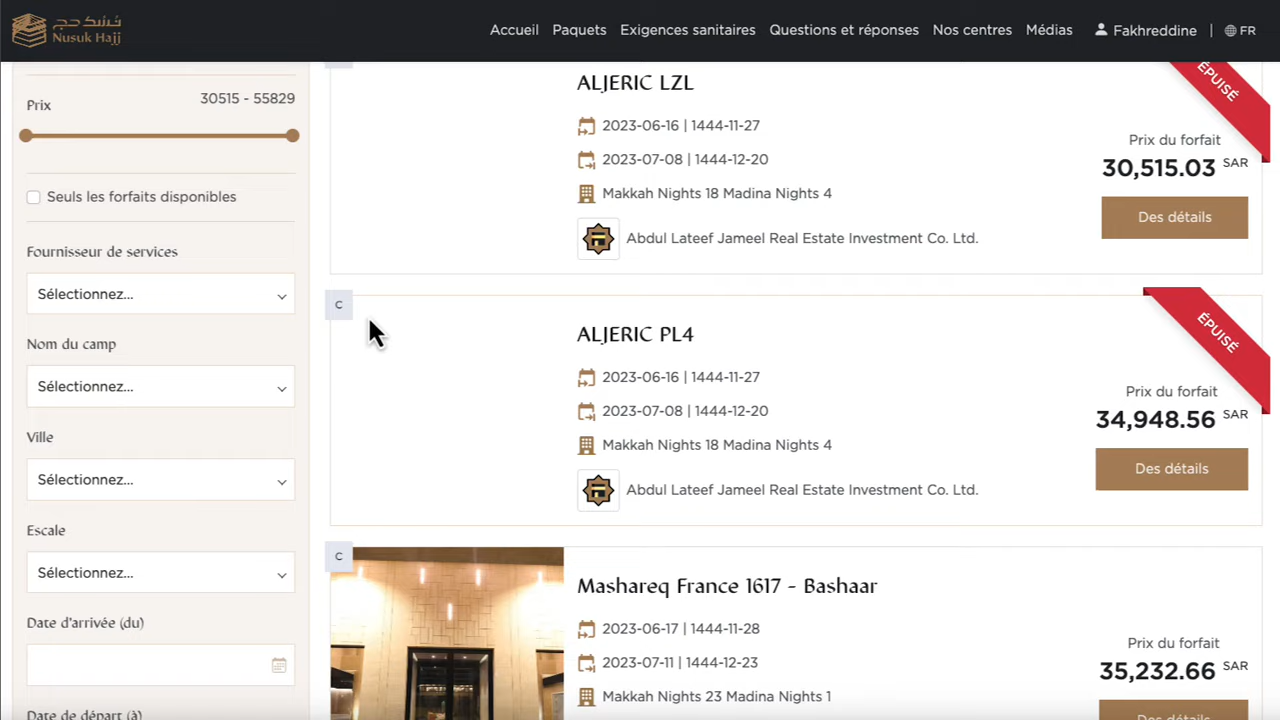 نسك حج
Nusuk Hajj
Accueil Paquets Exigences sanitaires Questions et réponses Nos centres Médias Fakhreddine | FR
Prix 30515 - 55829
Seuls les forfaits disponibles
Fournisseur de services
Sélectionnez...
Nom du camp
Sélectionnez...
Ville
Sélectionnez...
Escale
Sélectionnez...
Date d'arrivée (du)
Date de départ (à)
ALJERIC LZL
2023-06-16 | 1444-11-27
2023-07-08 | 1444-12-20
Makkah Nights 18 Madina Nights 4
Abdul Lateef Jameel Real Estate Investment Co. Ltd.
ÉPUISÉ
Prix du forfait
30,515.03 SAR
Des détails
C
ALJERIC PL4
2023-06-16 | 1444-11-27
2023-07-08 | 1444-12-20
Makkah Nights 18 Madina Nights 4
Abdul Lateef Jameel Real Estate Investment Co. Ltd.
ÉPUISÉ
Prix du forfait
34,948.56 SAR
Des détails
C
Mashareq France 1617 - Bashaar
2023-06-17 | 1444-11-28
2023-07-11 | 1444-12-23
Makkah Nights 23 Madina Nights 1
Prix du forfait
35,232.66 SAR
Des détails